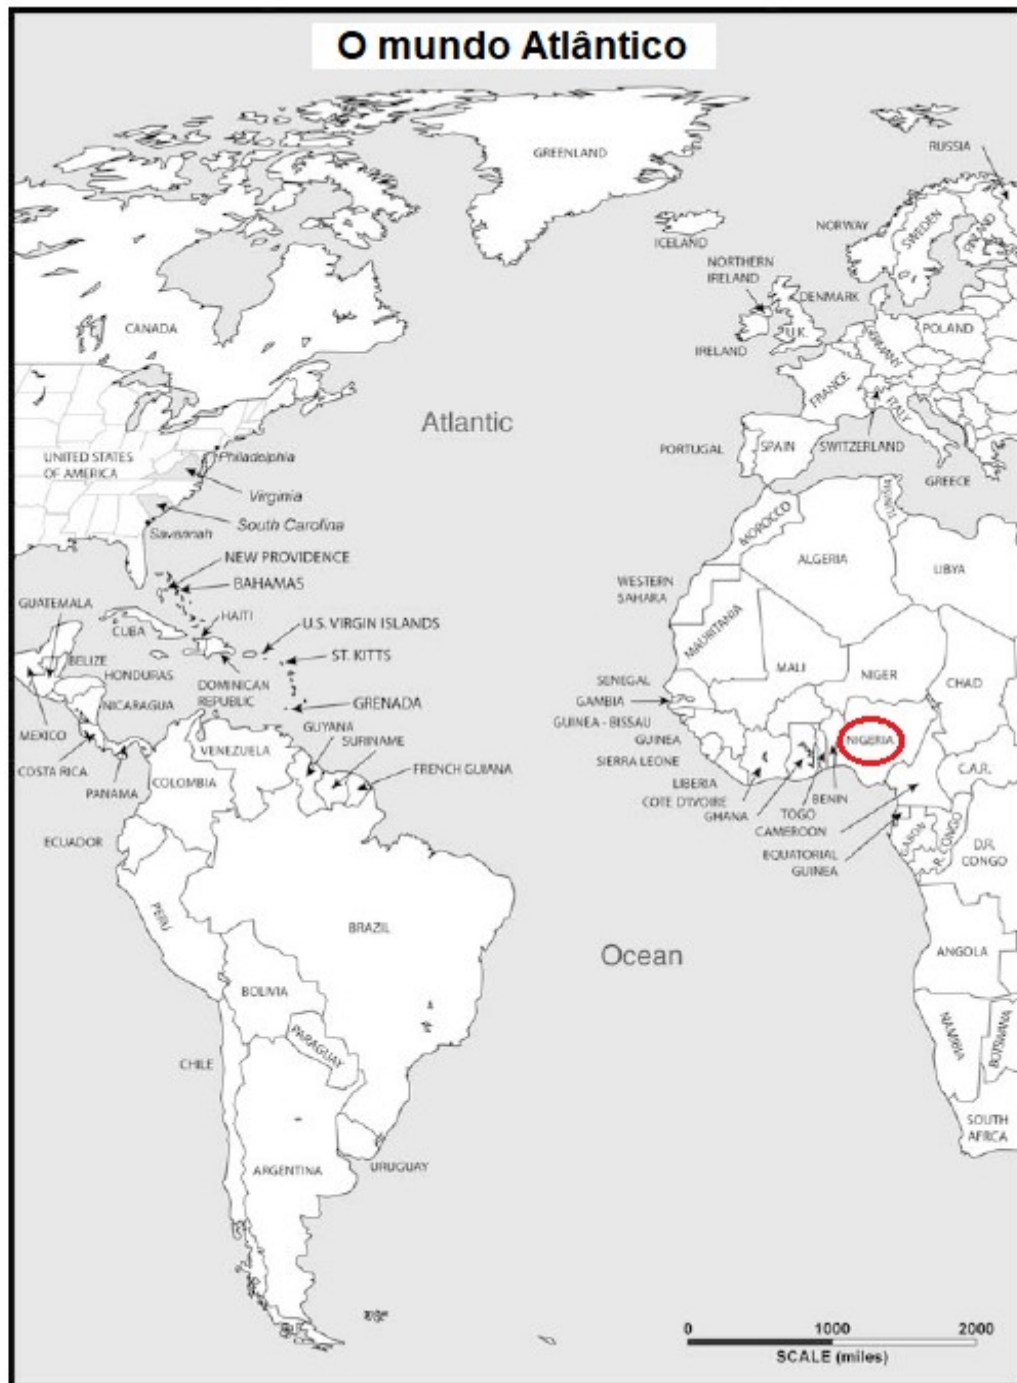 O mundo Atlântico
GREENLAND
RUSSIA
ICELAND
NORWAY
SWEDEN
FINLAND
NORTHERN
IRELAND
DENMARK
U.K.
IRELAND
POLAND
GERMANY
CANADA
FRANCE
ITALY
Atlantic
PORTUGAL
SPAIN
SWITZERLAND
GREECE
UNITED STATES
OF AMERICA
Philadelphia
Virginia
South Carolina
Savannah
NEW PROVIDENCE
BAHAMAS
MOROCCO
TUNISIA
ALGERIA
LIBYA
WESTERN
SAHARA
GUATEMALA
CUBA
HAITI
U.S. VIRGIN ISLANDS
BELIZE
HONDURAS
ST. KITTS
MAURITANIA
MALI
NIGER
CHAD
NICARAGUA
DOMINICAN
REPUBLIC
GRENADA
SENEGAL
GAMBIA
GUINEA - BISSAU
GUINEA
SIERRA LEONE
NIGERIA
MEXICO
COSTA RICA
PANAMA
VENEZUELA
GUYANA
SURINAME
FRENCH GUIANA
COLOMBIA
LIBERIA
COTE D'IVOIRE
GHANA
TOGO
BENIN
CAMEROON
C.A.R.
ECUADOR
EQUATORIAL
GUINEA
GABON
R. CONGO
D.R.
CONGO
PERU
BRAZIL
Ocean
ANGOLA
BOLIVIA
PARAGUAY
CHILE
NAMIBIA
BOTSWANA
SOUTH
AFRICA
ARGENTINA
URUGUAY
0 1000 2000
SCALE (miles)